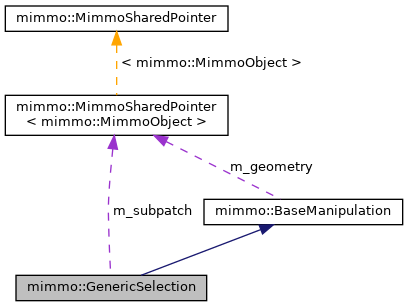 mimmo::MimmoSharedPointer
< mimmo::MimmoObject >
mimmo::MimmoSharedPointer
< mimmo::MimmoObject >
m_geometry
m_subpatch
mimmo::BaseManipulation
mimmo::GenericSelection